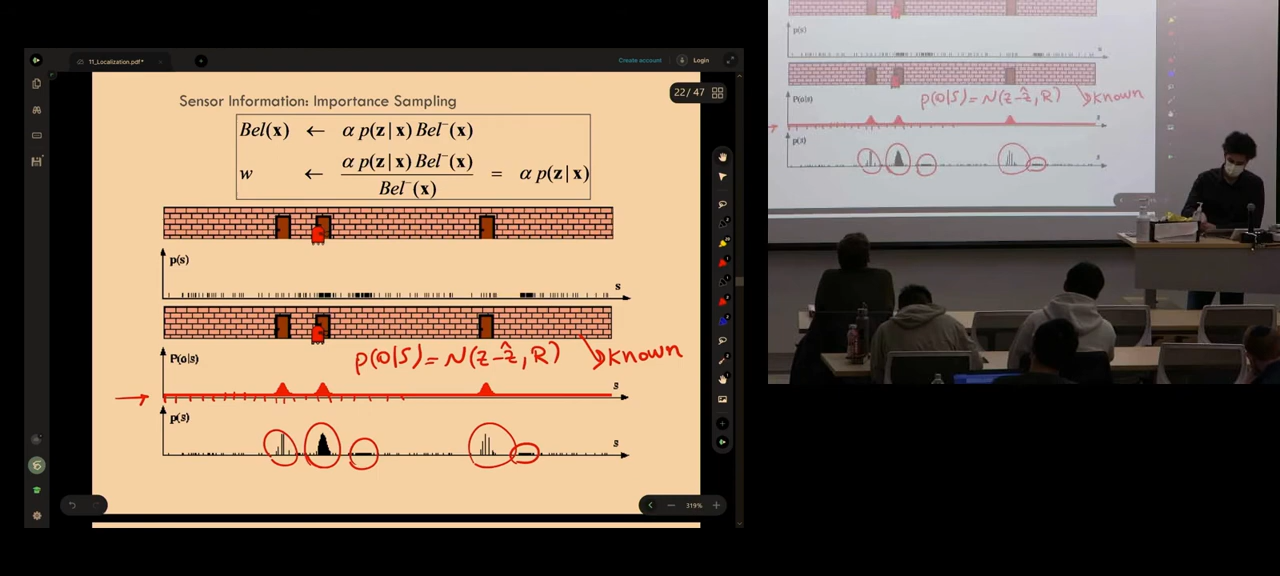 11_Localization.pdf*
Create account
Login
22 / 47
Sensor Information: Importance Sampling
Bel(x) ← α p(z | x) Bel⁻(x)
w ← α p(z | x) Bel⁻(x) / Bel⁻(x) = α p(z | x)
p(s)
s
P(o|s)
p(o|s) = N(z-ẑ, R)
known
s
p(s)
s
319%
p(s)
s
P(o|s)
p(o|s) = N(z-ẑ, R)
known
s
p(s)
s